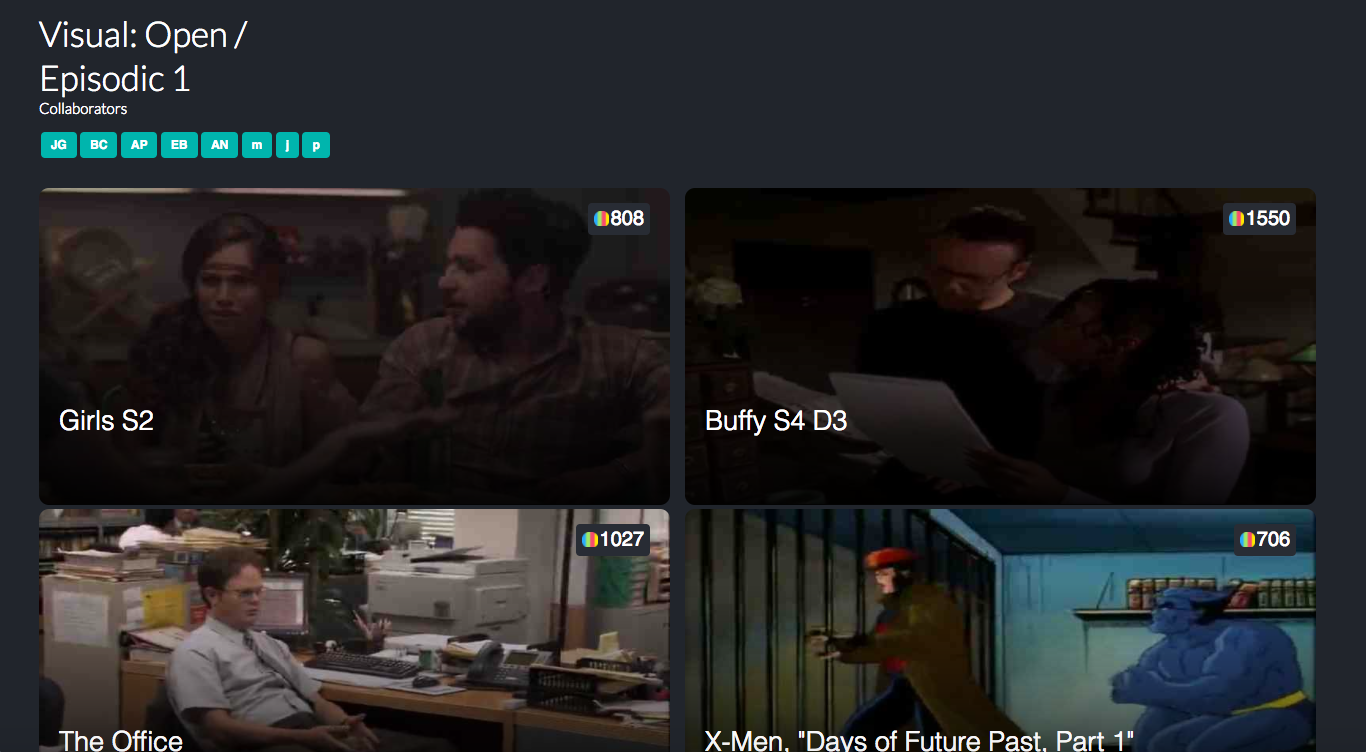 Visual: Open /
Episodic 1
Collaborators
JG BC AP EB AN m j p
808
1550
Girls S2
Buffy S4 D3
1027
706
The Office
X-Men, "Days of Future Past, Part 1"